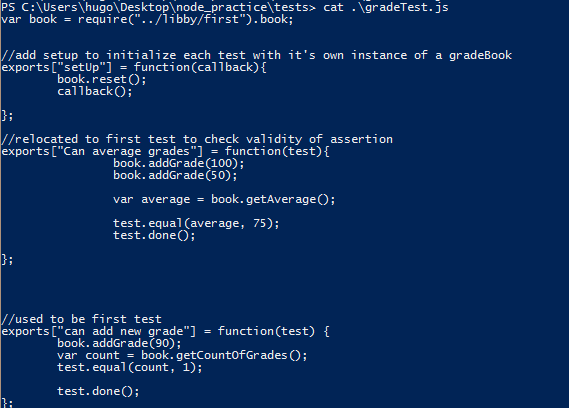 PS C:\Users\hugo\Desktop\node_practice\tests> cat .\gradeTest.js
var book = require("../libby/first").book;
//add setup to initialize each test with it's own instance of a gradeBook
exports["setUp"] = function(callback){
book.reset();
callback();
};
//relocated to first test to check validity of assertion
exports["Can average grades"] = function(test){
book.addGrade(100);
book.addGrade(50);
var average = book.getAverage();
test.equal(average, 75);
test.done();
};
//used to be first test
exports["can add new grade"] = function(test) {
book.addGrade(90);
var count = book.getCountOfGrades();
test.equal(count, 1);
test.done();
};